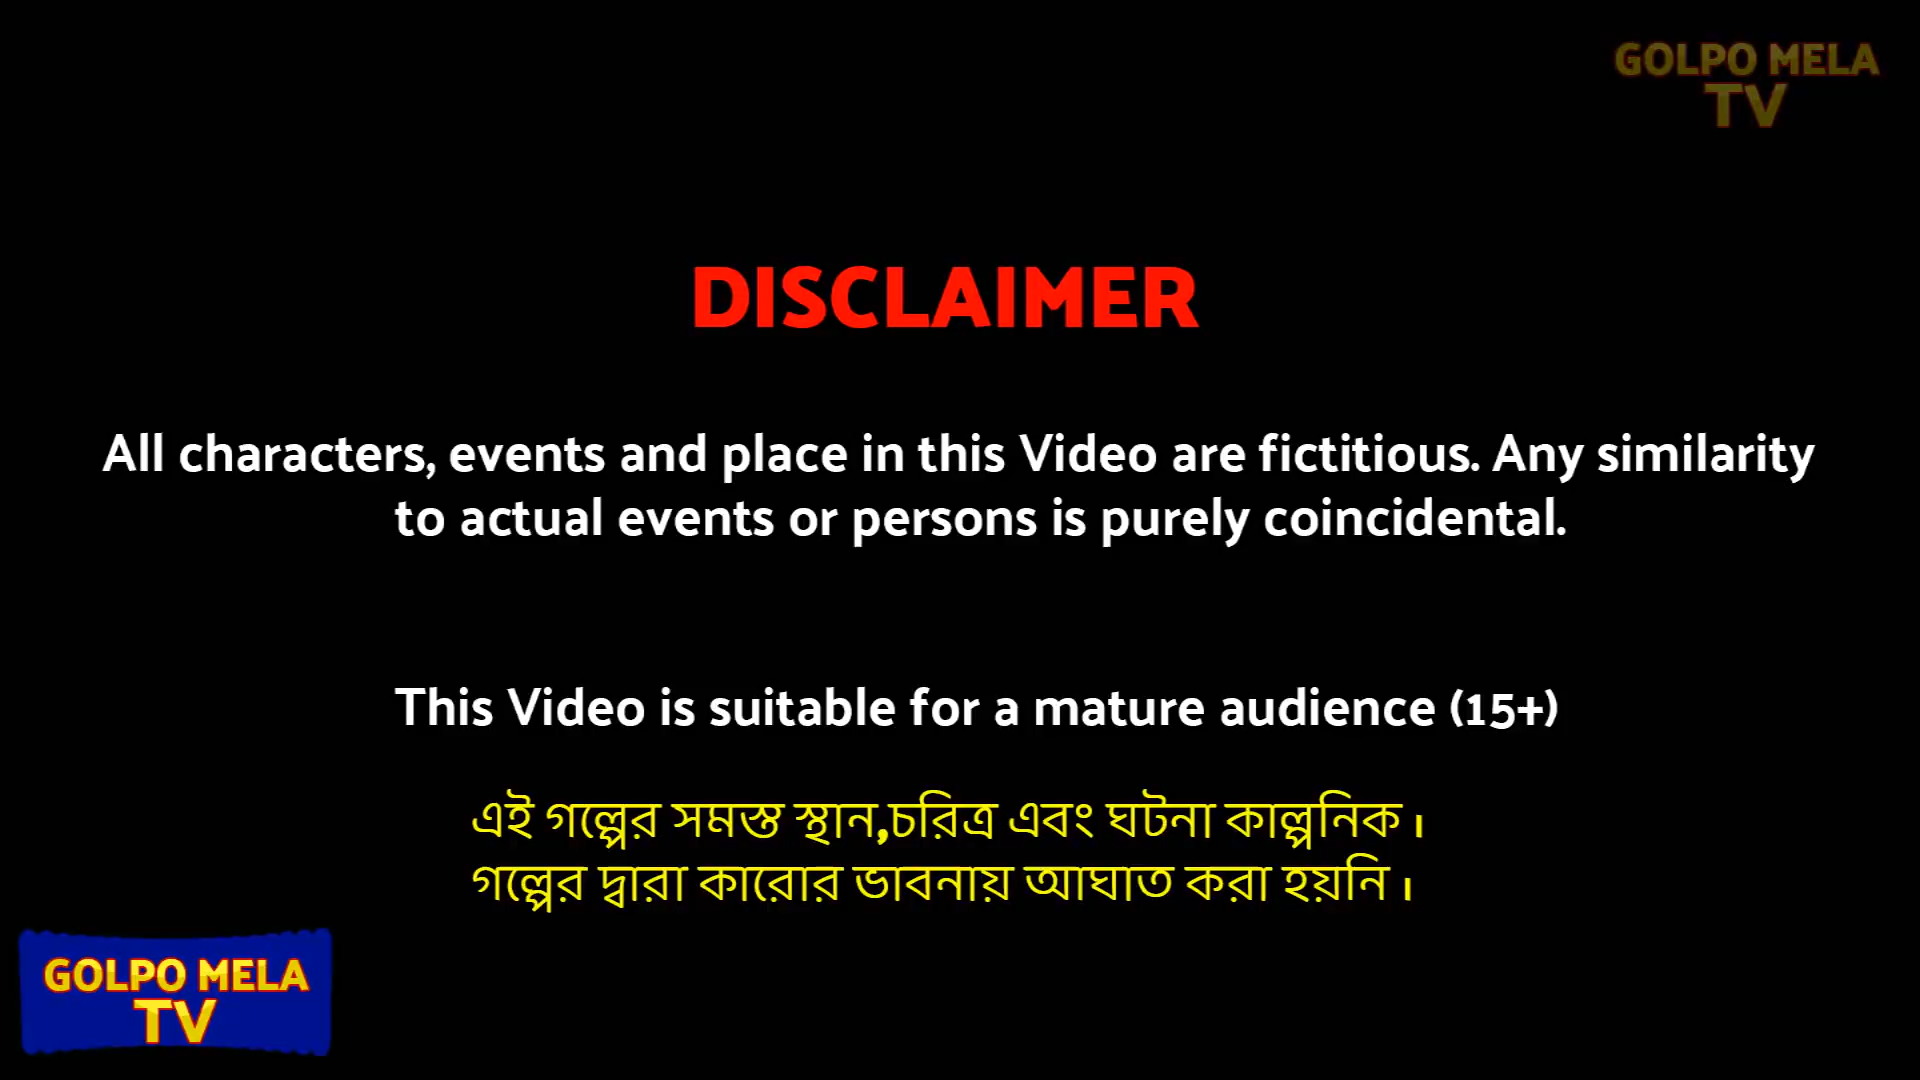 GOLPO MELA
TV
DISCLAIMER
All characters, events and place in this Video are fictitious. Any similarity
to actual events or persons is purely coincidental.
This Video is suitable for a mature audience (15+)
এই গল্পের সমস্ত স্থান,চরিত্র এবং ঘটনা কাল্পনিক।
গল্পের দ্বারা কারোর ভাবনায় আঘাত করা হয়নি।
GOLPO MELA
TV